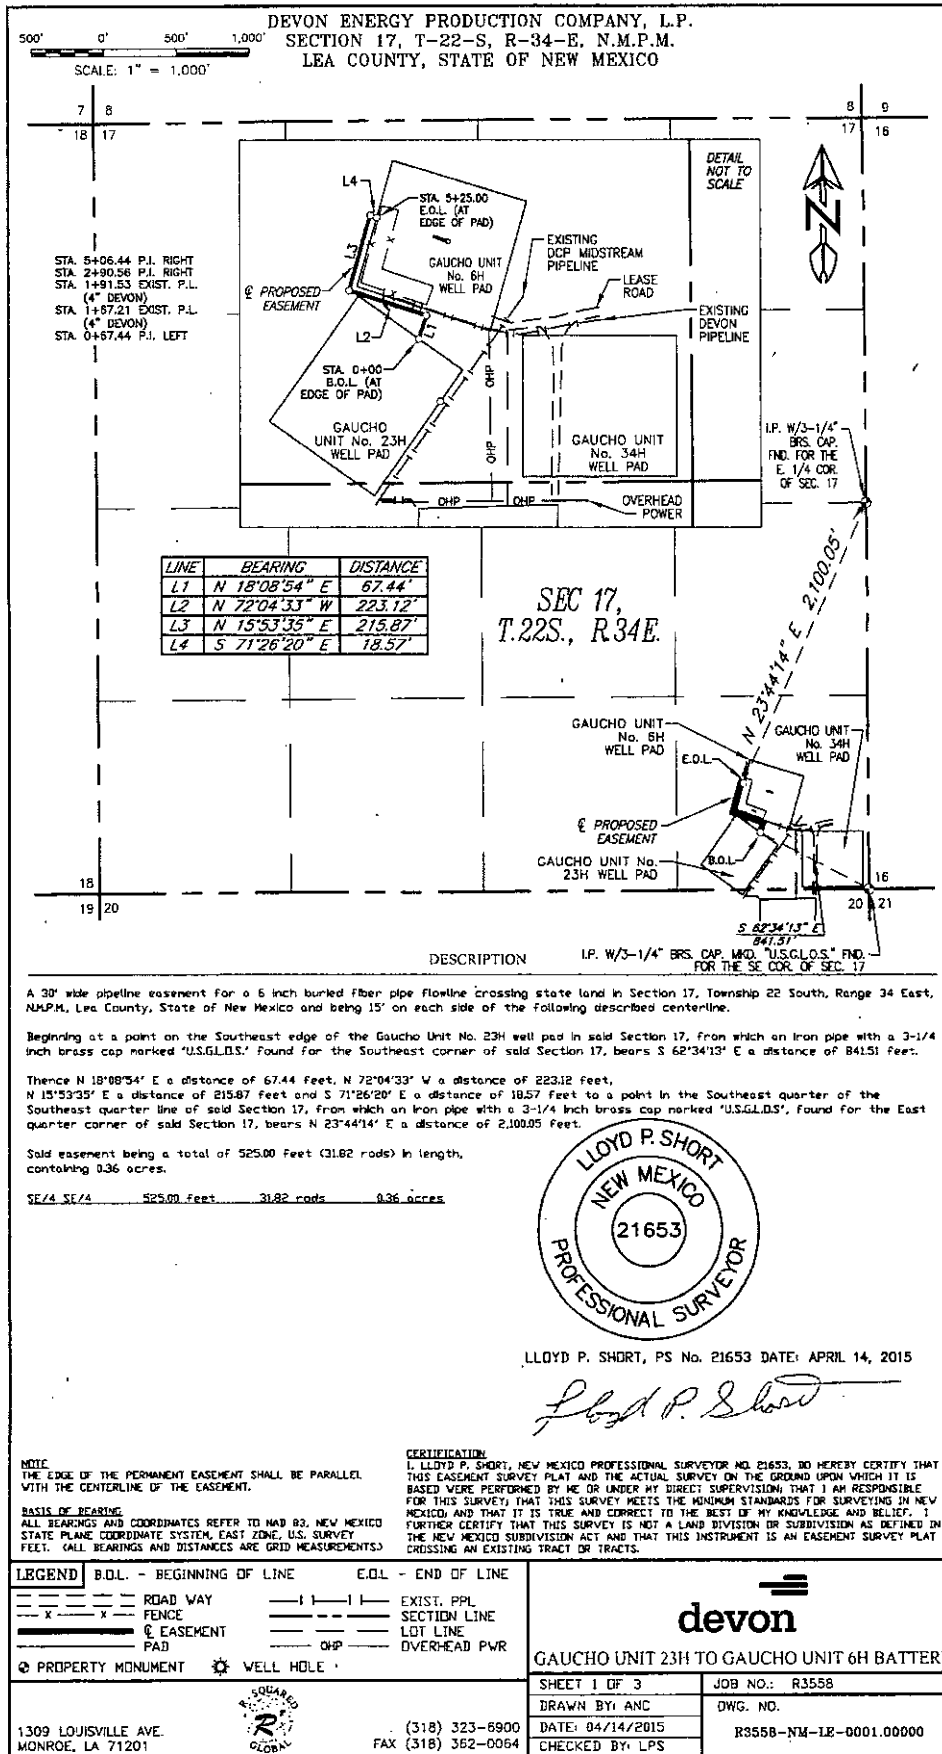 DEVON ENERGY PRODUCTION COMPANY, L.P.
SECTION 17, T-22-S, R-34-E, N.M.P.M.
LEA COUNTY, STATE OF NEW MEXICO
500' 0' 500' 1,000'
SCALE: 1" = 1,000'
7 8
18 17
8 9
17 16
DETAIL
NOT TO
SCALE
N
L4
STA. 5+25.00
E.O.L. (AT
EDGE OF PAD)
L3
GAUCHO UNIT
No. 6H
WELL PAD
EXISTING
DCP MIDSTREAM
PIPELINE
LEASE
ROAD
EXISTING
DEVON
PIPELINE
STA. 5+06.44 P.I. RIGHT
STA. 2+90.56 P.I. RIGHT
STA. 1+91.53 EXIST. P.L.
(4" DEVON)
STA. 1+67.21 EXIST. P.L.
(4" DEVON)
STA. 0+67.44 P.I. LEFT
℄ PROPOSED
EASEMENT
L2
L1
STA. 0+00
B.O.L. (AT
EDGE OF PAD)
GAUCHO
UNIT No. 23H
WELL PAD
OHP
OHP
GAUCHO UNIT
No. 34H
WELL PAD
OHP OHP
OVERHEAD
POWER
I.P. W/3-1/4"
BRS. CAP.
FND. FOR THE
E. 1/4 COR.
OF SEC. 17
LINE BEARING DISTANCE
L1 N 18°08'54" E 67.44'
L2 N 72°04'33" W 223.12'
L3 N 15°53'35" E 215.87'
L4 S 71°26'20" E 18.57'
SEC 17,
T.22S., R.34E.
N 23°44'14" E 2,100.05'
GAUCHO UNIT
No. 6H
WELL PAD
GAUCHO UNIT
No. 34H
WELL PAD
E.O.L.
℄ PROPOSED
EASEMENT
GAUCHO UNIT No.
23H WELL PAD
B.O.L.
18
19 20
16
20 21
S 62°34'13" E
841.51'
I.P. W/3-1/4" BRS. CAP. MKD. "U.S.G.L.O.S." FND.
FOR THE SE COR. OF SEC. 17
DESCRIPTION
A 30' wide pipeline easement for a 6 inch buried fiber pipe flowline crossing state land in Section 17, Township 22 South, Range 34 East,
N.M.P.M., Lea County, State of New Mexico and being 15' on each side of the following described centerline.
Beginning at a point on the Southeast edge of the Gaucho Unit No. 23H well pad in said Section 17, from which an iron pipe with a 3-1/4
inch brass cap marked "U.S.G.L.O.S." found for the Southeast corner of said Section 17, bears S 62°34'13" E a distance of 841.51 feet.
Thence N 18°08'54" E a distance of 67.44 feet, N 72°04'33" W a distance of 223.12 feet,
N 15°53'35" E a distance of 215.87 feet and S 71°26'20" E a distance of 18.57 feet to a point in the Southeast quarter of the
Southeast quarter line of said Section 17, from which an iron pipe with a 3-1/4 inch brass cap marked "U.S.G.L.O.S", found for the East
quarter corner of said Section 17, bears N 23°44'14" E a distance of 2,100.05 feet.
Said easement being a total of 525.00 feet (31.82 rods) in length,
containing 0.36 acres.
SE/4 SE/4 525.00 feet 31.82 rods 0.36 acres
LLOYD P. SHORT
NEW MEXICO
21653
PROFESSIONAL SURVEYOR
LLOYD P. SHORT, PS No. 21653 DATE: APRIL 14, 2015
Lloyd P. Short
NOTE
THE EDGE OF THE PERMANENT EASEMENT SHALL BE PARALLEL
WITH THE CENTERLINE OF THE EASEMENT.
BASIS OF BEARING
ALL BEARINGS AND COORDINATES REFER TO NAD 83, NEW MEXICO
STATE PLANE COORDINATE SYSTEM, EAST ZONE, U.S. SURVEY
FEET. (ALL BEARINGS AND DISTANCES ARE GRID MEASUREMENTS.)
CERTIFICATION
I, LLOYD P. SHORT, NEW MEXICO PROFESSIONAL SURVEYOR NO. 21653, DO HEREBY CERTIFY THAT
THIS EASEMENT SURVEY PLAT AND THE ACTUAL SURVEY ON THE GROUND UPON WHICH IT IS
BASED WERE PERFORMED BY ME OR UNDER MY DIRECT SUPERVISION; THAT I AM RESPONSIBLE
FOR THIS SURVEY; THAT THIS SURVEY MEETS THE MINIMUM STANDARDS FOR SURVEYING IN NEW
MEXICO; AND THAT IT IS TRUE AND CORRECT TO THE BEST OF MY KNOWLEDGE AND BELIEF. I
FURTHER CERTIFY THAT THIS SURVEY IS NOT A LAND DIVISION OR SUBDIVISION AS DEFINED IN
THE NEW MEXICO SUBDIVISION ACT AND THAT THIS INSTRUMENT IS AN EASEMENT SURVEY PLAT
CROSSING AN EXISTING TRACT OR TRACTS.
LEGEND B.O.L. - BEGINNING OF LINE E.O.L - END OF LINE
ROAD WAY
x x FENCE
℄ EASEMENT
PAD
EXIST. PPL
SECTION LINE
LOT LINE
OHP OVERHEAD PWR
PROPERTY MONUMENT WELL HOLE
devon
GAUCHO UNIT 23H TO GAUCHO UNIT 6H BATTER
SHEET 1 OF 3 JOB NO.: R3558
DRAWN BY: ANC DWG. NO.
DATE: 04/14/2015 R3558-NM-LE-0001.00000
CHECKED BY: LPS
1309 LOUISVILLE AVE.
MONROE, LA 71201
R SQUARED
R
GLOBAL
(318) 323-6900
FAX (318) 362-0064